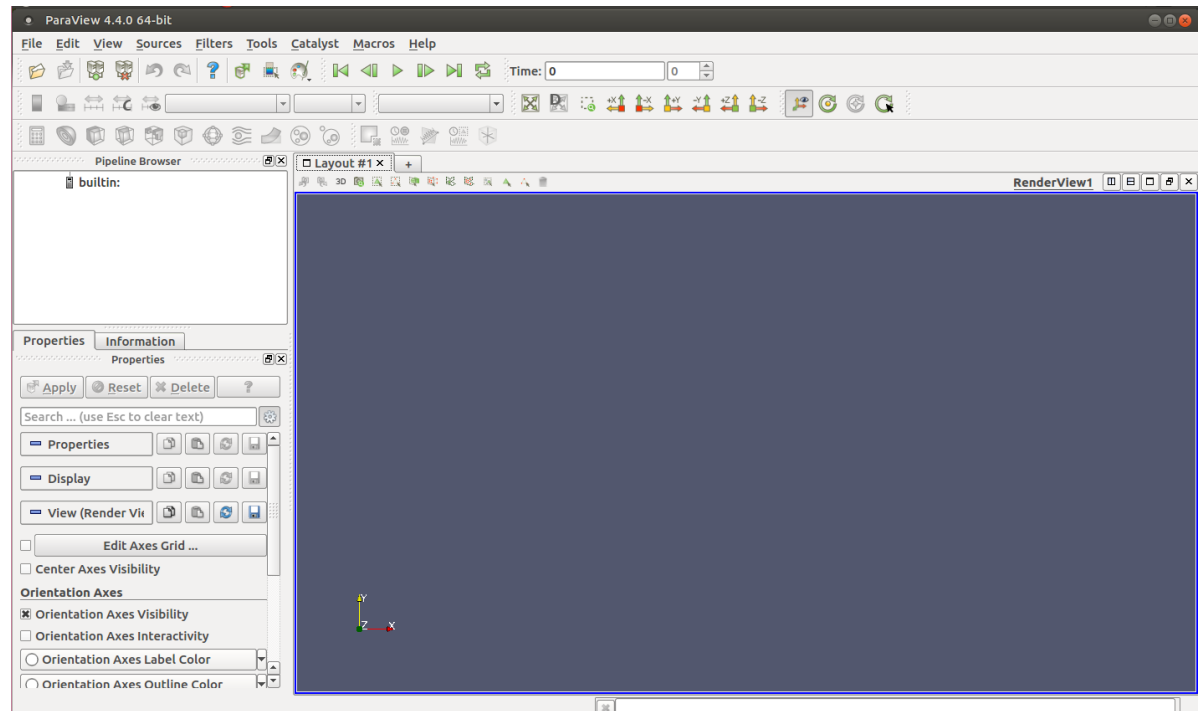 ParaView 4.4.0 64-bit
File Edit View Sources Filters Tools Catalyst Macros Help
Time: 0 0
+X -X +Y -Y +Z -Z
Pipeline Browser
Layout #1 +
builtin:
3D
RenderView1
Properties Information
Properties
Apply Reset Delete ?
Search ... (use Esc to clear text)
Properties
Display
View (Render Vie
Edit Axes Grid ...
Center Axes Visibility
Orientation Axes
Orientation Axes Visibility
Orientation Axes Interactivity
Orientation Axes Label Color
Orientation Axes Outline Color
Y
Z X